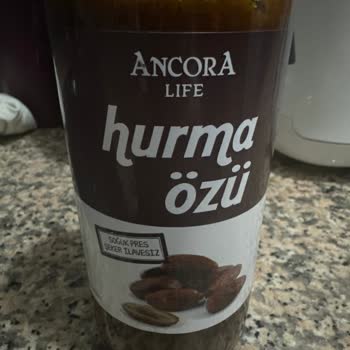 ANCORA
LIFE
hurma
özü
SOĞUK PRES
ŞEKER İLAVESİZ